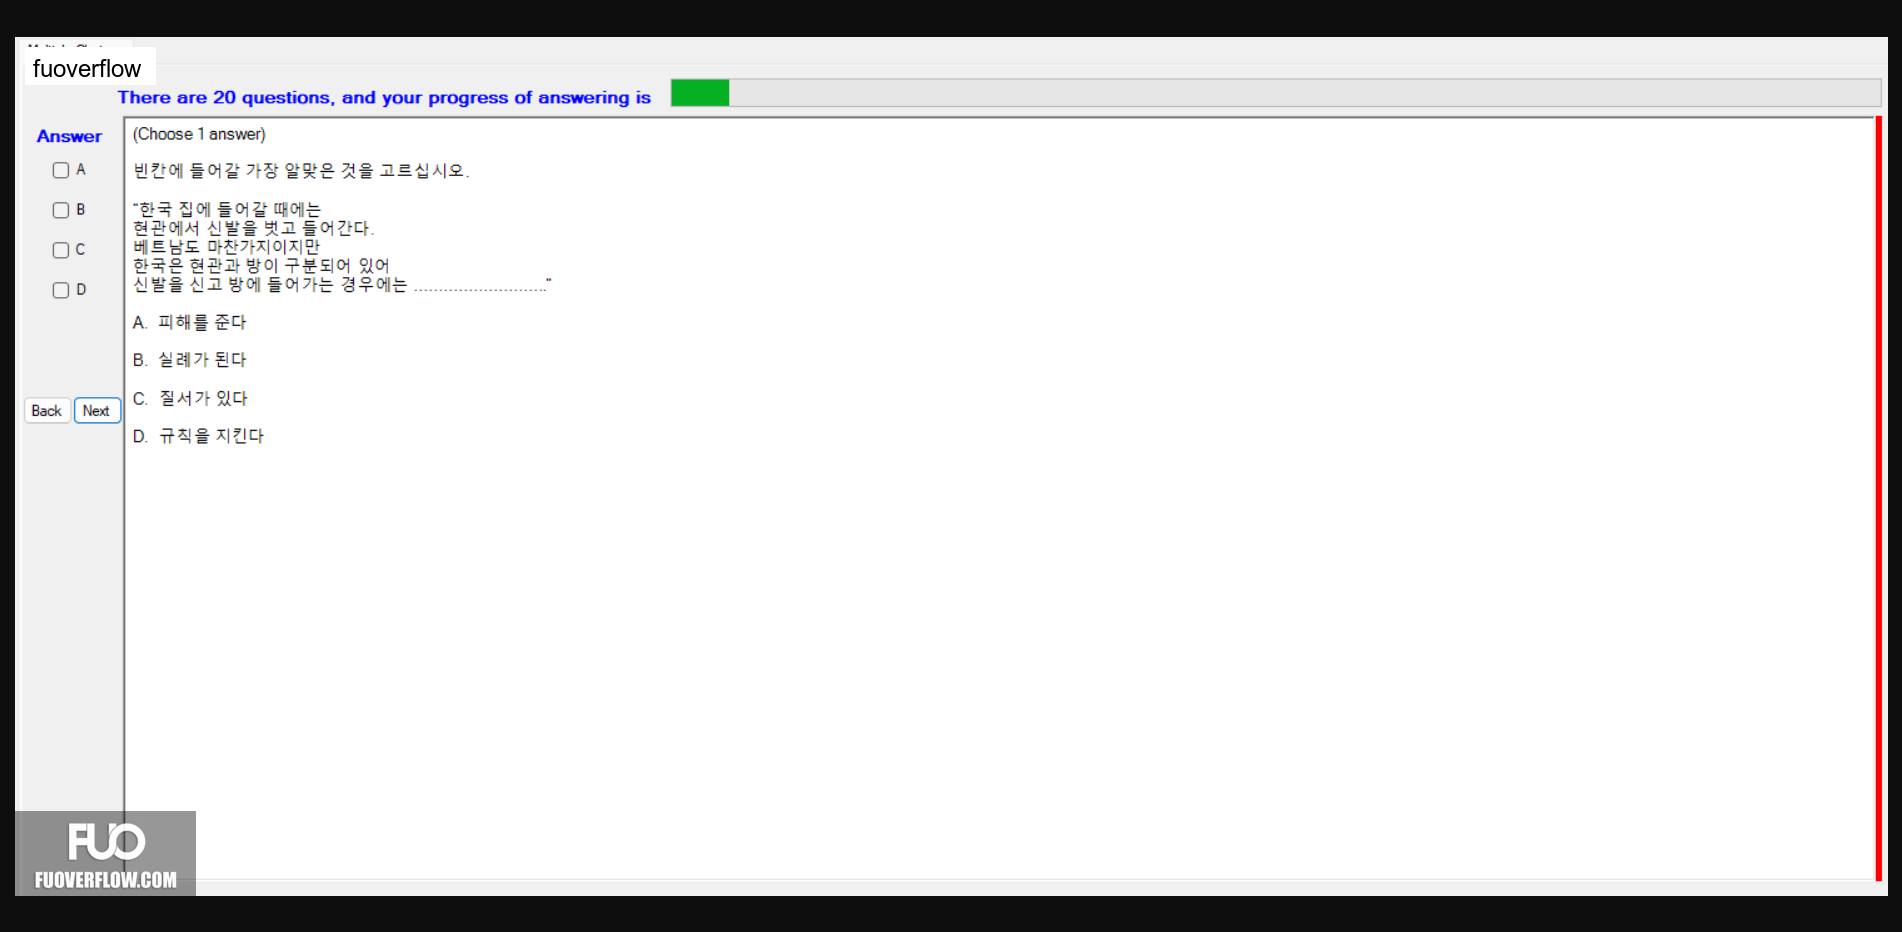 fuoverflow
There are 20 questions, and your progress of answering is
Answer
A
B
C
D
Back
Next
(Choose 1 answer)
빈칸에 들어갈 가장 알맞은 것을 고르십시오.
"한국 집에 들어갈 때에는
현관에서 신발을 벗고 들어간다.
베트남도 마찬가지이지만
한국은 현관과 방이 구분되어 있어
신발을 신고 방에 들어가는 경우에는 ..........................."
A. 피해를 준다
B. 실례가 된다
C. 질서가 있다
D. 규칙을 지킨다
FUO
FUOVERFLOW.COM